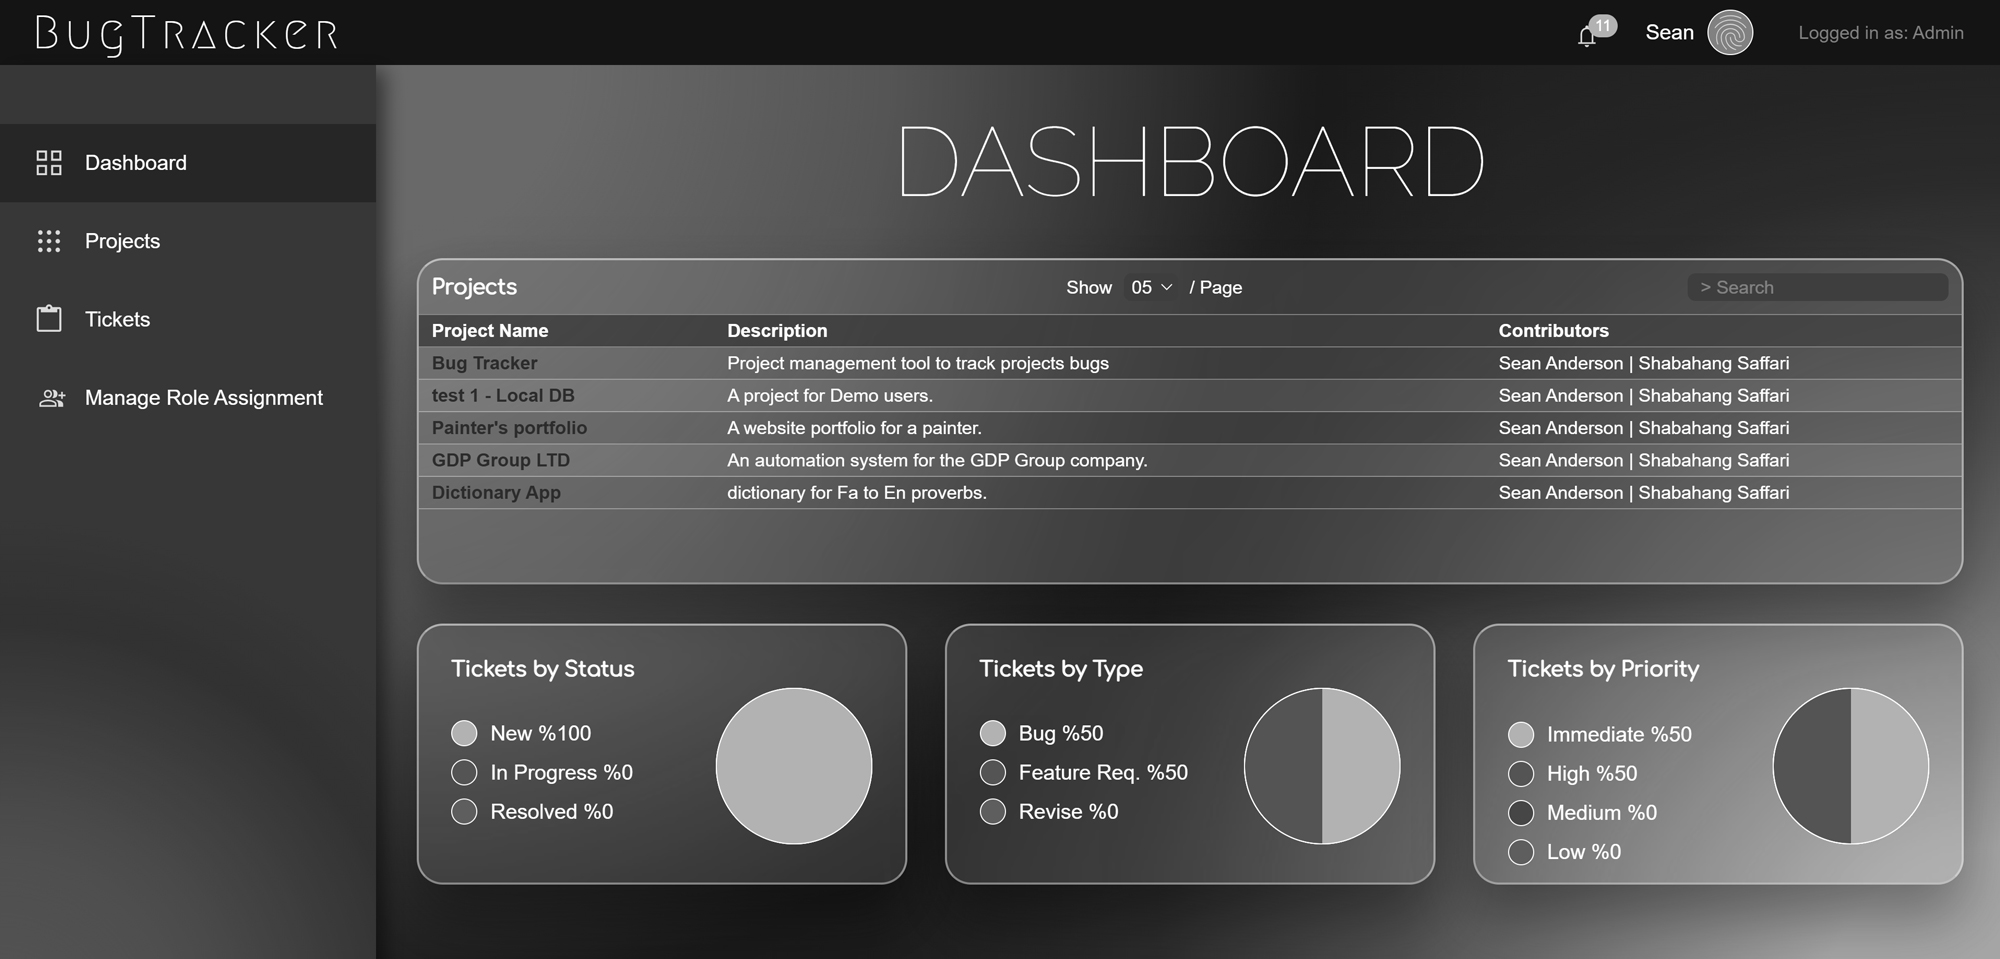 BugTracker
11
Sean
Logged in as: Admin
Dashboard
Projects
Tickets
Manage Role Assignment
DASHBOARD
Projects Show 05 / Page > Search
Project Name Description Contributors
Bug Tracker Project management tool to track projects bugs Sean Anderson | Shabahang Saffari
test 1 - Local DB A project for Demo users. Sean Anderson | Shabahang Saffari
Painter's portfolio A website portfolio for a painter. Sean Anderson | Shabahang Saffari
GDP Group LTD An automation system for the GDP Group company. Sean Anderson | Shabahang Saffari
Dictionary App dictionary for Fa to En proverbs. Sean Anderson | Shabahang Saffari
Tickets by Status
New %100
In Progress %0
Resolved %0
Tickets by Type
Bug %50
Feature Req. %50
Revise %0
Tickets by Priority
Immediate %50
High %50
Medium %0
Low %0